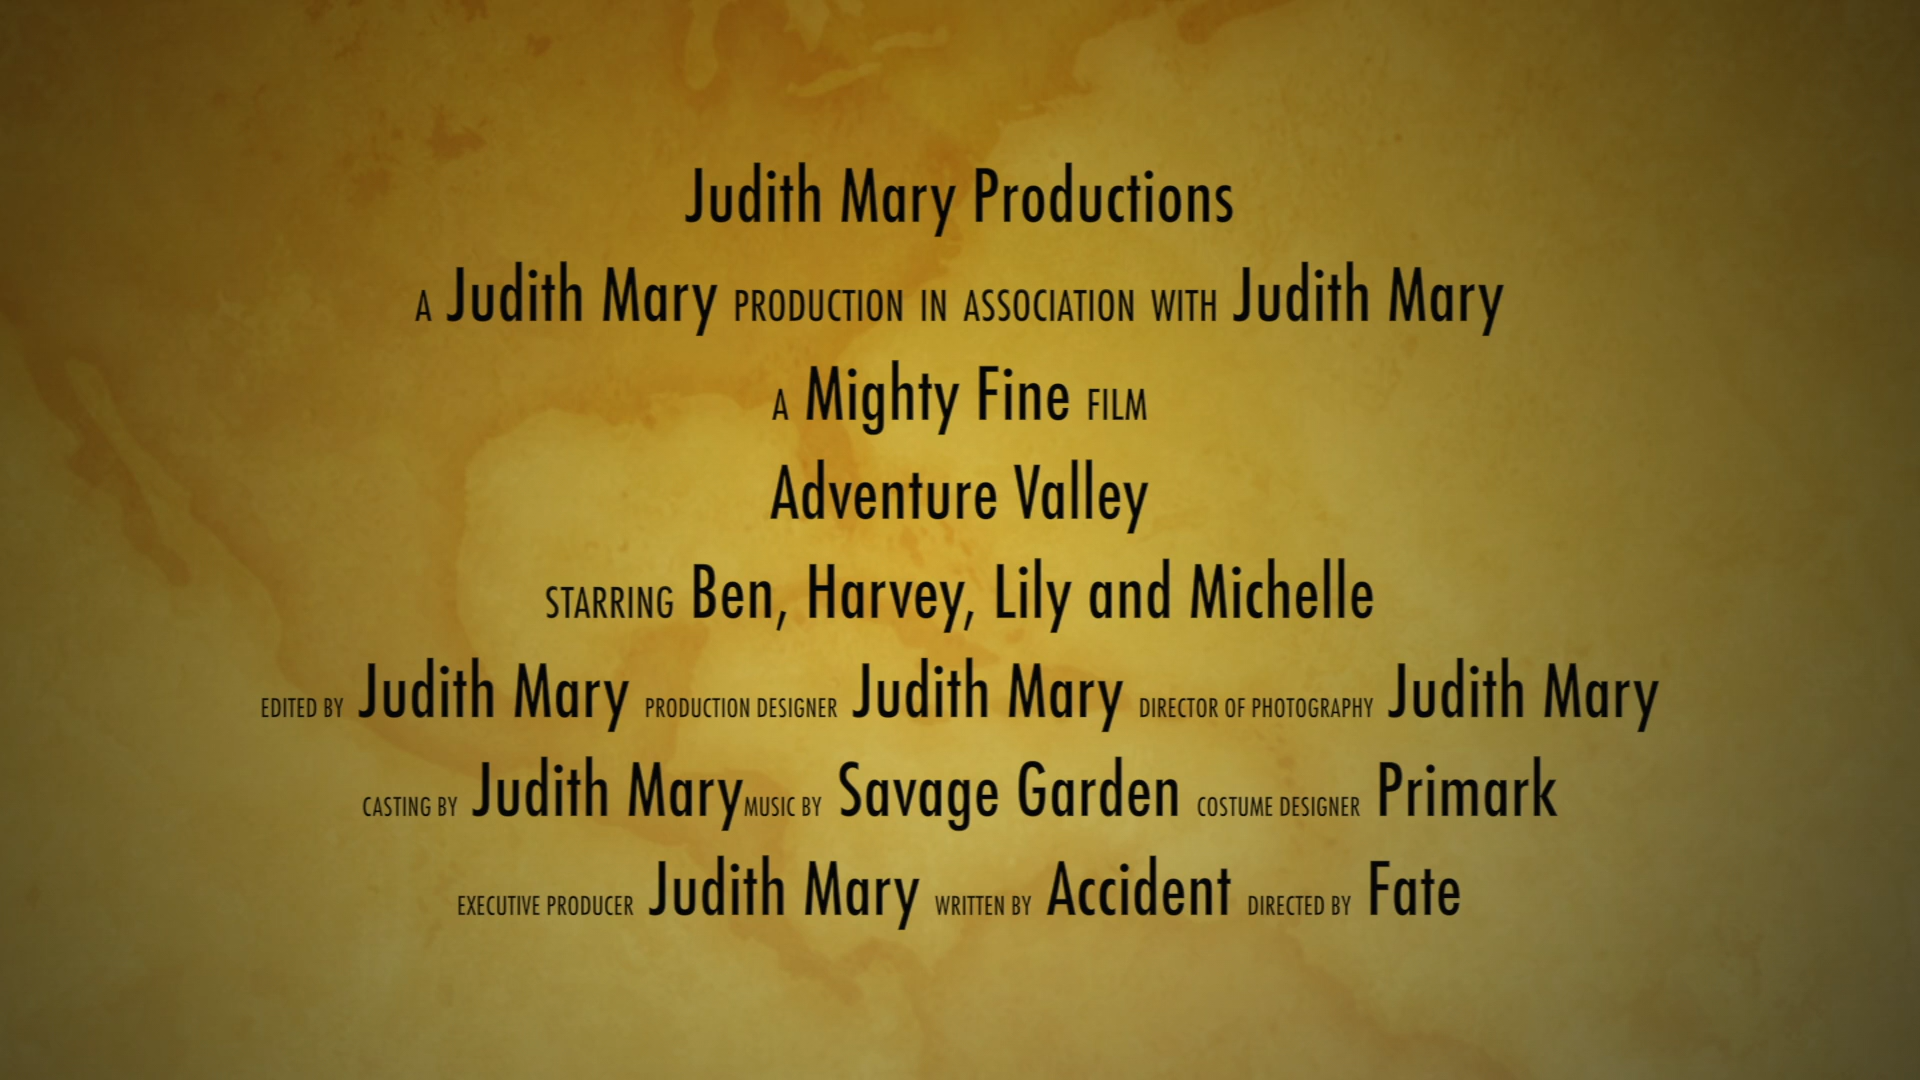 Judith Mary Productions
A Judith Mary PRODUCTION IN ASSOCIATION WITH Judith Mary
A Mighty Fine FILM
Adventure Valley
STARRING Ben, Harvey, Lily and Michelle
EDITED BY Judith Mary PRODUCTION DESIGNER Judith Mary DIRECTOR OF PHOTOGRAPHY Judith Mary
CASTING BY Judith Mary MUSIC BY Savage Garden COSTUME DESIGNER Primark
EXECUTIVE PRODUCER Judith Mary WRITTEN BY Accident DIRECTED BY Fate